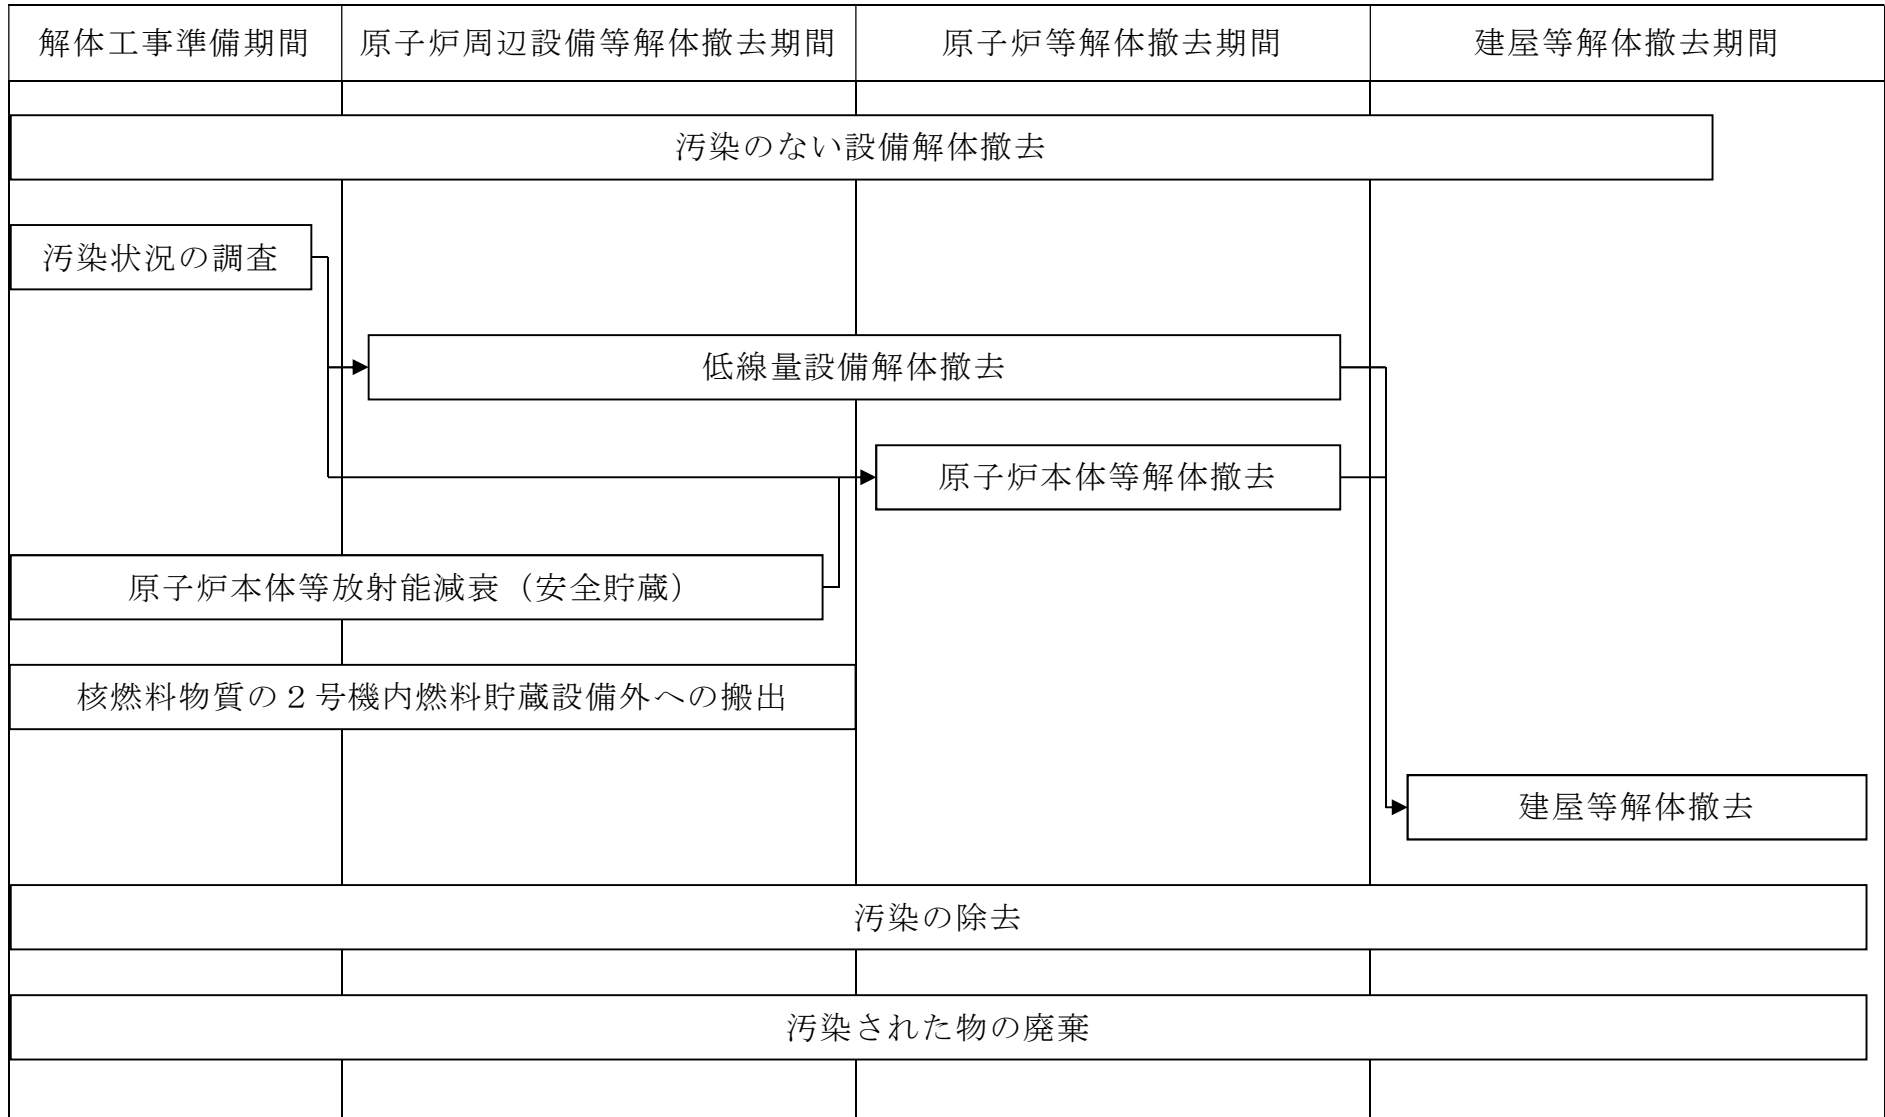 解体工事準備期間
原子炉周辺設備等解体撤去期間
原子炉等解体撤去期間
建屋等解体撤去期間
汚染のない設備解体撤去
汚染状況の調査
低線量設備解体撤去
原子炉本体等解体撤去
原子炉本体等放射能減衰（安全貯蔵）
核燃料物質の２号機内燃料貯蔵設備外への搬出
建屋等解体撤去
汚染の除去
汚染された物の廃棄